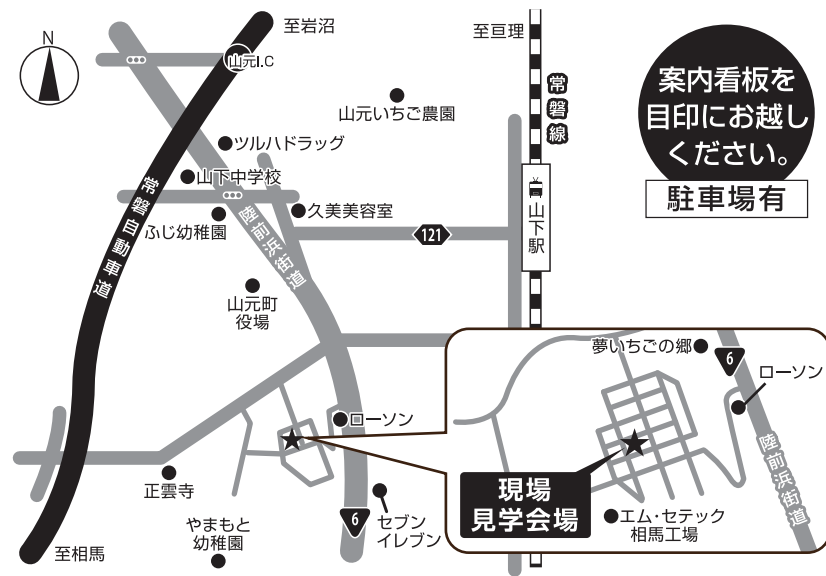 N
至岩沼
至亘理
山元I.C
常磐線
案内看板を
目印にお越し
ください。
駐車場有
山元いちご農園
ツルハドラッグ
山下中学校
ふじ幼稚園
陸前浜街道
久美美容室
121
山下駅
常磐自動車道
山元町
役場
ローソン
正雲寺
やまもと
幼稚園
6
セブン
イレブン
至相馬
夢いちごの郷
6
ローソン
陸前浜街道
現場
見学会場
エム・セテック
相馬工場